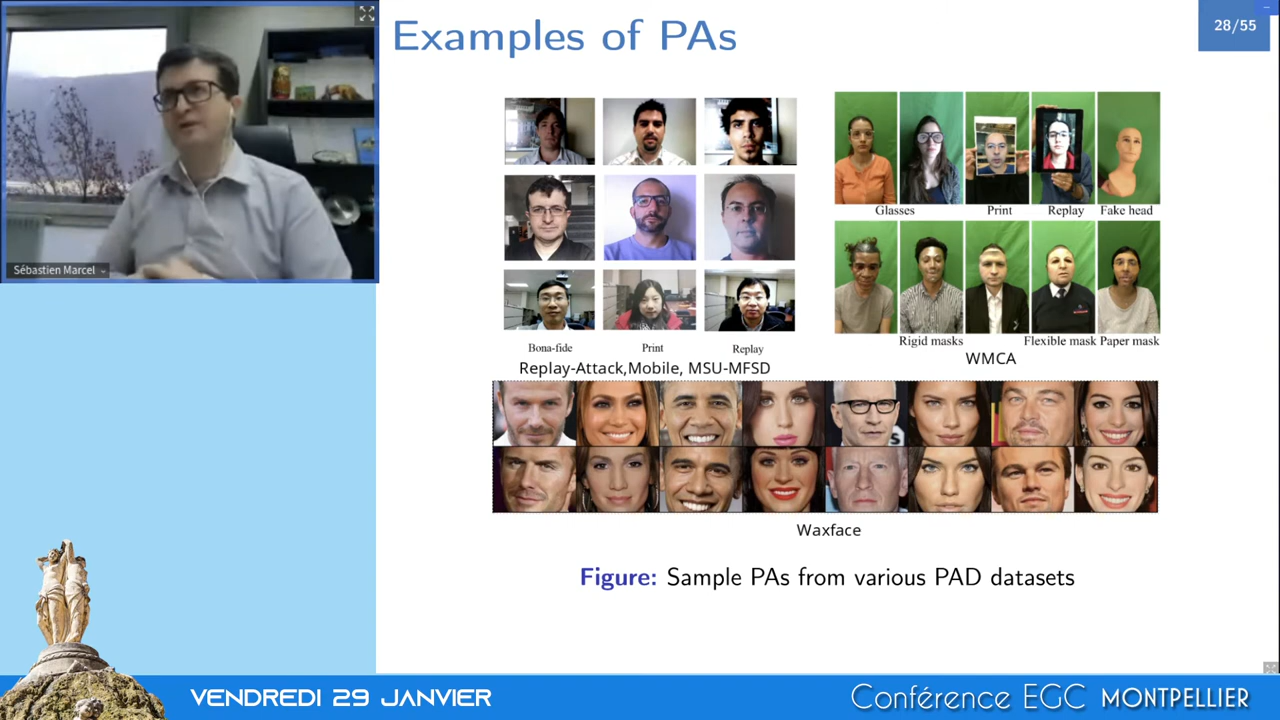 Examples of PAs
28/55
Sébastien Marcel
Glasses Print Replay Fake head
Rigid masks Flexible mask Paper mask
WMCA
Bona-fide Print Replay
Replay-Attack,Mobile, MSU-MFSD
Waxface
Figure: Sample PAs from various PAD datasets
VENDREDI 29 JANVIER
Conférence EGC MONTPELLIER